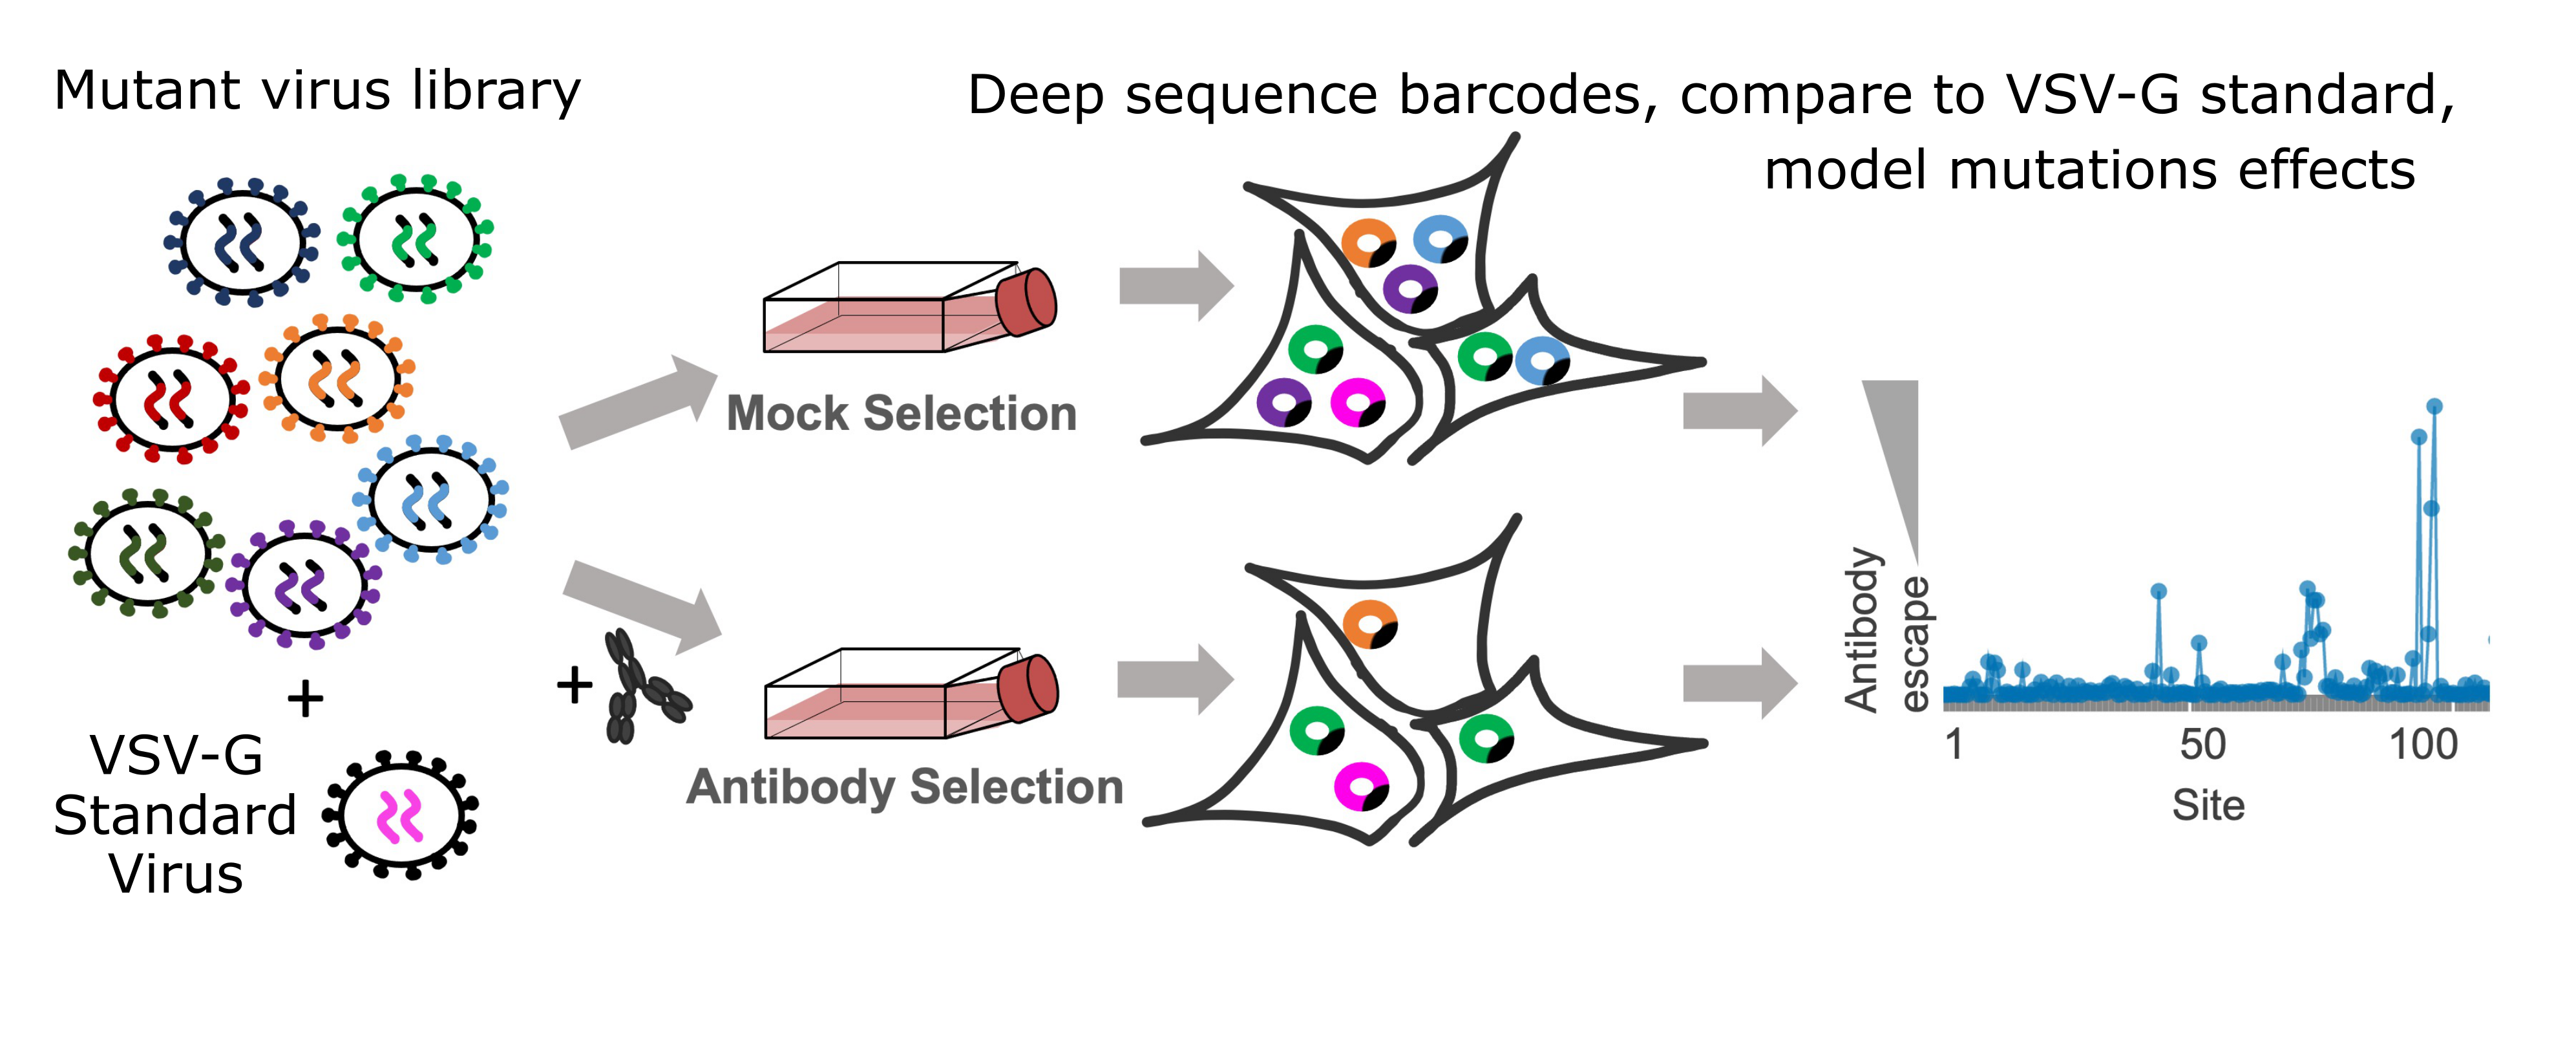 Mutant virus library
Deep sequence barcodes, compare to VSV-G standard,
model mutations effects
Mock Selection
+
+
VSV-G
Standard
Virus
Antibody Selection
Antibody
escape
1 50 100
Site